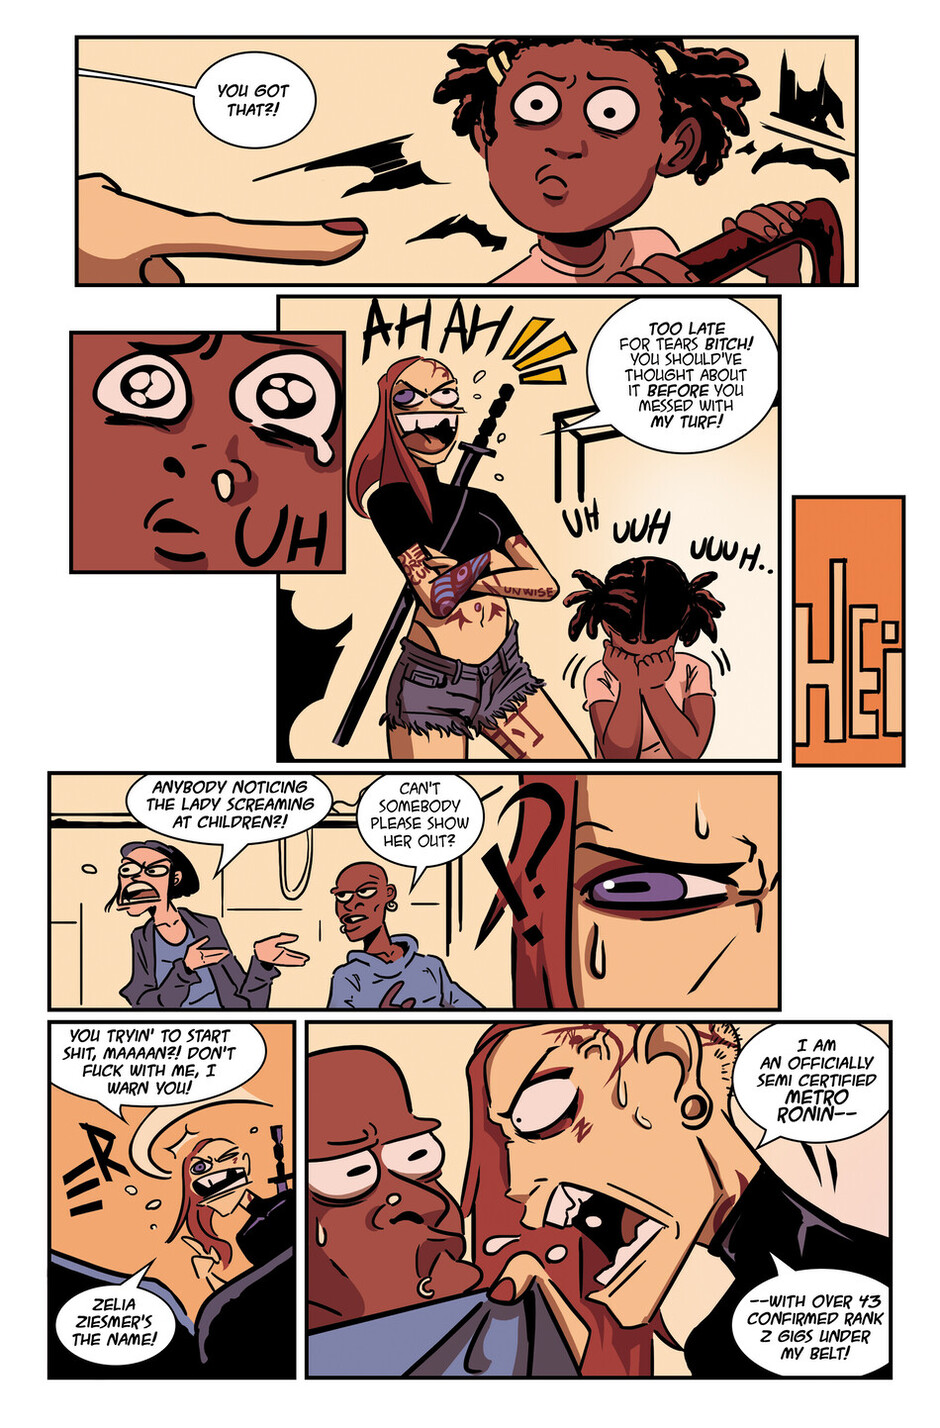 YOU GOT
THAT?!
UH
AH AH
TOO LATE
FOR TEARS BITCH!
YOU SHOULD'VE
THOUGHT ABOUT
IT BEFORE YOU
MESSED WITH
MY TURF!
UH UUH UUUH..
UNWISE
HEi
ANYBODY NOTICING
THE LADY SCREAMING
AT CHILDREN?!
CAN'T
SOMEBODY
PLEASE SHOW
HER OUT?
!?
YOU TRYIN' TO START
SHIT, MAAAAN?! DON'T
FUCK WITH ME, I
WARN YOU!
ZELIA
ZIESMER'S
THE NAME!
I AM
AN OFFICIALLY
SEMI CERTIFIED
METRO
RONIN--
--WITH OVER 43
CONFIRMED RANK
2 GIGS UNDER
MY BELT!